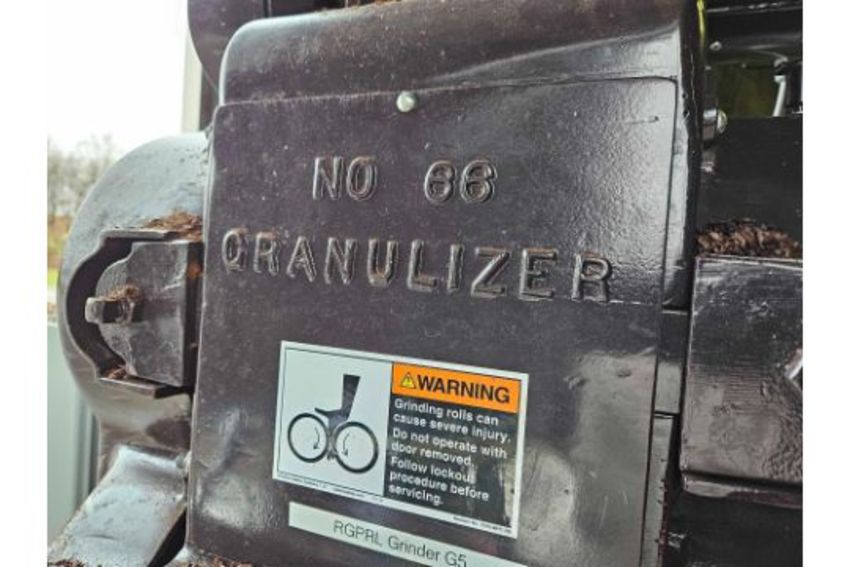 NO 66
GRANULIZER
WARNING
Grinding rolls can
cause severe injury.
Do not operate with
door removed.
Follow lockout
procedure before
servicing.
RGPRL Grinder G5